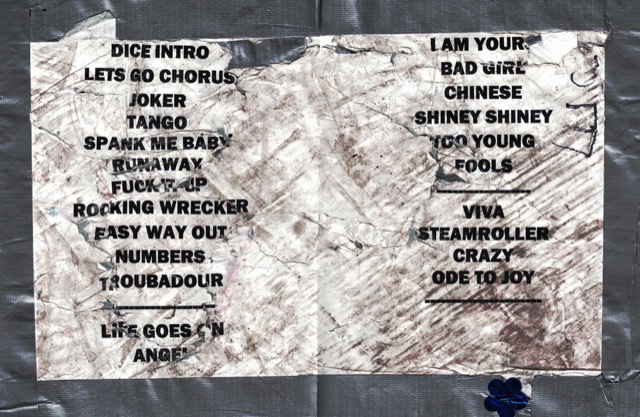 DICE INTRO
LETS GO CHORUS
JOKER
TANGO
SPANK ME BABY
RUNAWAY
FUCK IT UP
ROCKING WRECKER
EASY WAY OUT
NUMBERS
TROUBADOUR
LIFE GOES ON
ANGEL
I AM YOURS
BAD GIRL
CHINESE
SHINEY SHINEY
TOO YOUNG
FOOLS
VIVA
STEAMROLLER
CRAZY
ODE TO JOY